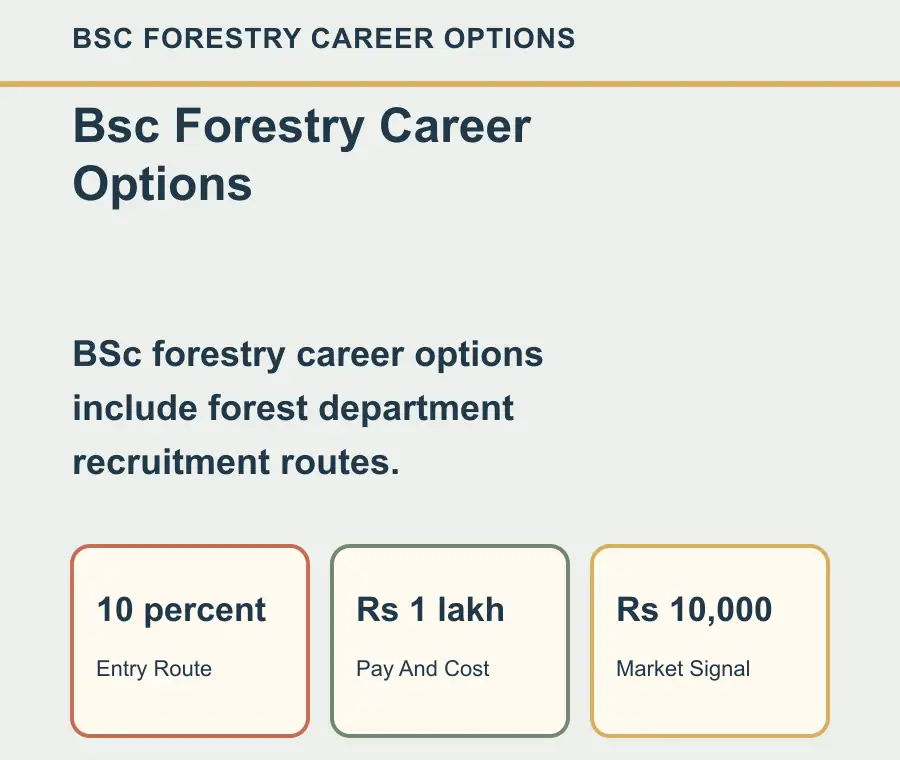 BSC FORESTRY CAREER OPTIONS
Bsc Forestry Career
Options
BSc forestry career options
include forest department
recruitment routes.
10 percent
Entry Route
Rs 1 lakh
Pay And Cost
Rs 10,000
Market Signal